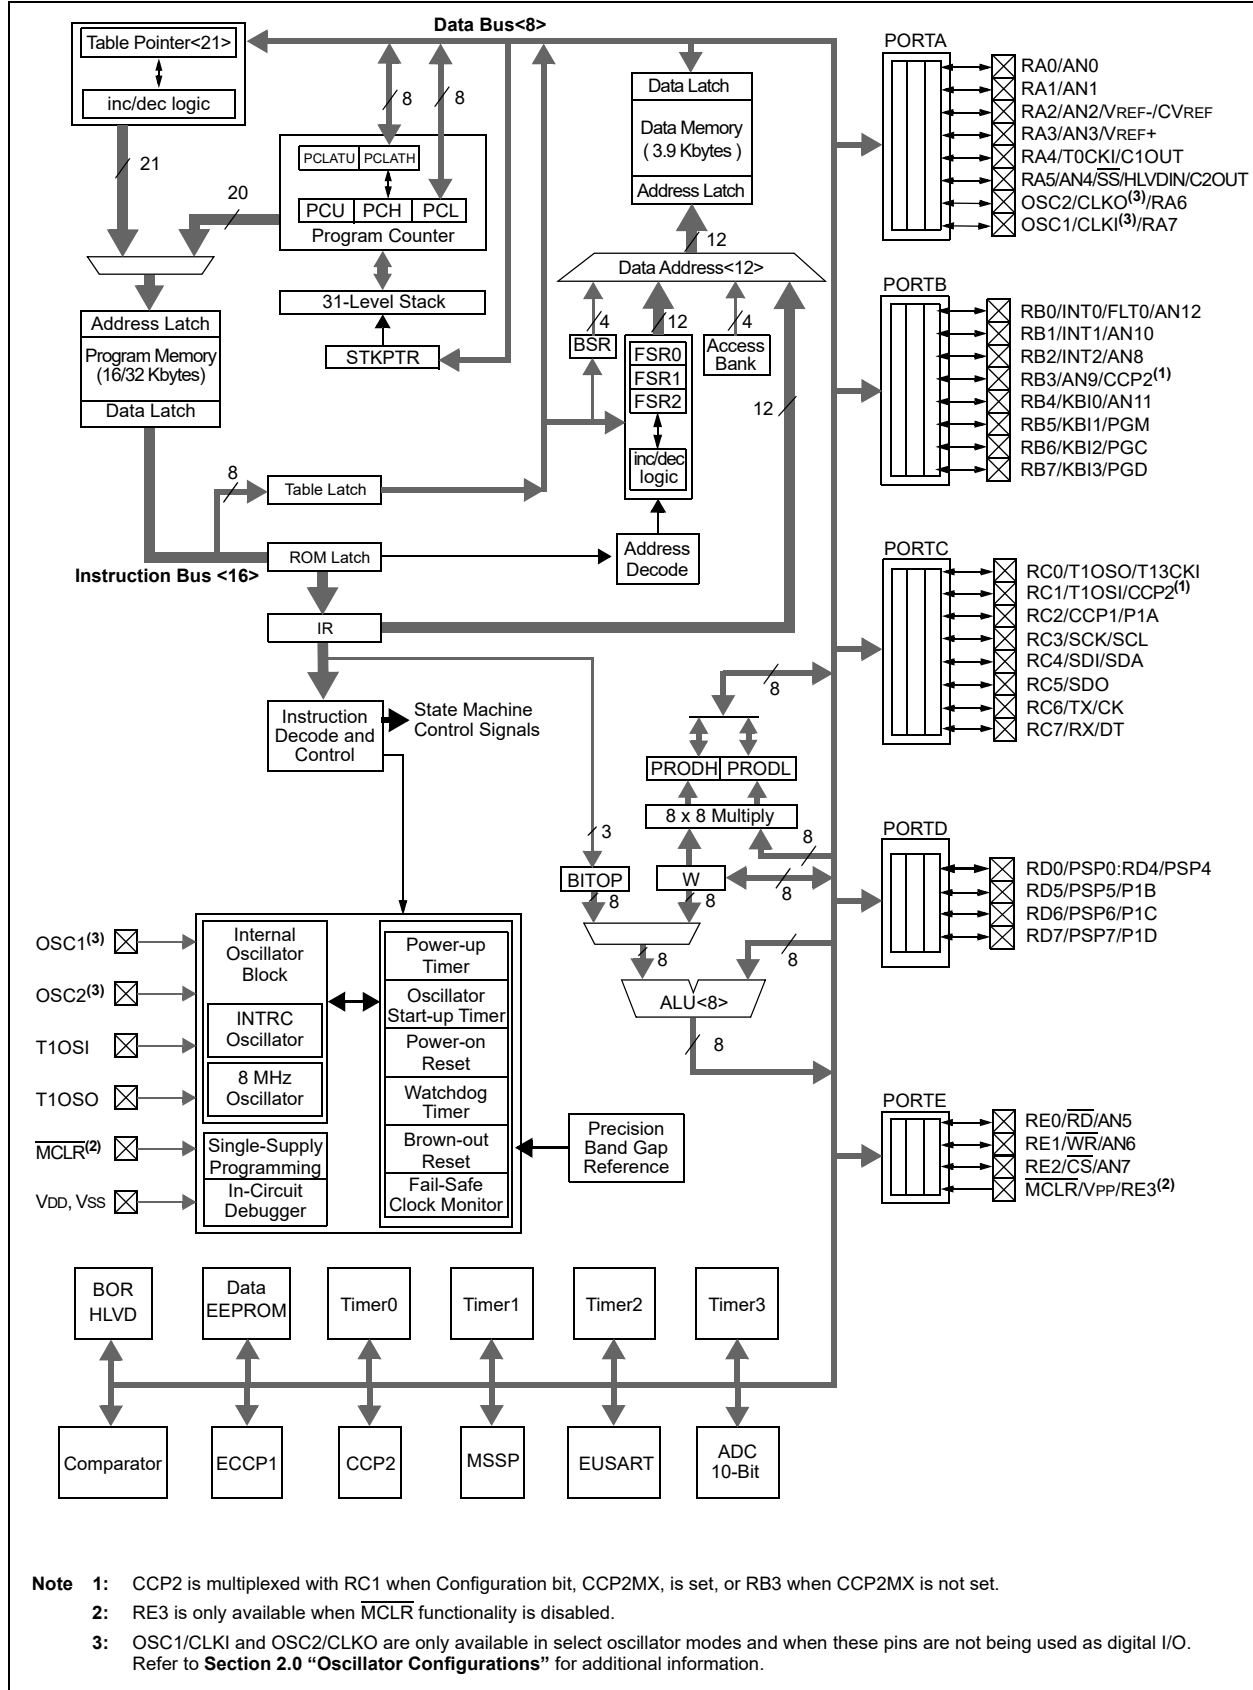 Data Bus<8>
Table Pointer<21>
inc/dec logic
21
8
8
PCLATU
PCLATH
PCU
PCH
PCL
Program Counter
20
31-Level Stack
STKPTR
Data Latch
Data Memory
( 3.9 Kbytes )
Address Latch
12
Data Address<12>
4
12
4
BSR
FSR0
FSR1
FSR2
inc/dec
logic
Access
Bank
12
Address
Decode
Address Latch
Program Memory
(16/32 Kbytes)
Data Latch
8
Table Latch
ROM Latch
Instruction Bus <16>
IR
Instruction
Decode and
Control
State Machine
Control Signals
8
PRODH
PRODL
8 x 8 Multiply
3
8
BITOP
W
8
8
8
8
8
ALU<8>
8
OSC1(3)
OSC2(3)
T1OSI
T1OSO
MCLR(2)
VDD, VSS
Internal
Oscillator
Block
INTRC
Oscillator
8 MHz
Oscillator
Single-Supply
Programming
In-Circuit
Debugger
Power-up
Timer
Oscillator
Start-up Timer
Power-on
Reset
Watchdog
Timer
Brown-out
Reset
Fail-Safe
Clock Monitor
Precision
Band Gap
Reference
PORTA
RA0/AN0
RA1/AN1
RA2/AN2/VREF-/CVREF
RA3/AN3/VREF+
RA4/T0CKI/C1OUT
RA5/AN4/SS/HLVDIN/C2OUT
OSC2/CLKO(3)/RA6
OSC1/CLKI(3)/RA7
PORTB
RB0/INT0/FLT0/AN12
RB1/INT1/AN10
RB2/INT2/AN8
RB3/AN9/CCP2(1)
RB4/KBI0/AN11
RB5/KBI1/PGM
RB6/KBI2/PGC
RB7/KBI3/PGD
PORTC
RC0/T1OSO/T13CKI
RC1/T1OSI/CCP2(1)
RC2/CCP1/P1A
RC3/SCK/SCL
RC4/SDI/SDA
RC5/SDO
RC6/TX/CK
RC7/RX/DT
PORTD
RD0/PSP0:RD4/PSP4
RD5/PSP5/P1B
RD6/PSP6/P1C
RD7/PSP7/P1D
PORTE
RE0/RD/AN5
RE1/WR/AN6
RE2/CS/AN7
MCLR/VPP/RE3(2)
BOR
HLVD
Data
EEPROM
Timer0
Timer1
Timer2
Timer3
Comparator
ECCP1
CCP2
MSSP
EUSART
ADC
10-Bit
Note 1: CCP2 is multiplexed with RC1 when Configuration bit, CCP2MX, is set, or RB3 when CCP2MX is not set.
2: RE3 is only available when MCLR functionality is disabled.
3: OSC1/CLKI and OSC2/CLKO are only available in select oscillator modes and when these pins are not being used as digital I/O.
Refer to Section 2.0 “Oscillator Configurations” for additional information.